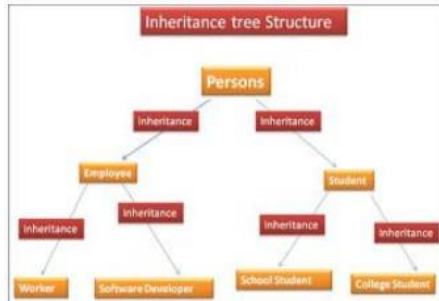 Inheritance tree Structure
Persons
Inheritance
Inheritance
Employee
Student
Inheritance
Inheritance
Inheritance
Inheritance
Worker
Software Developer
School Student
College Student